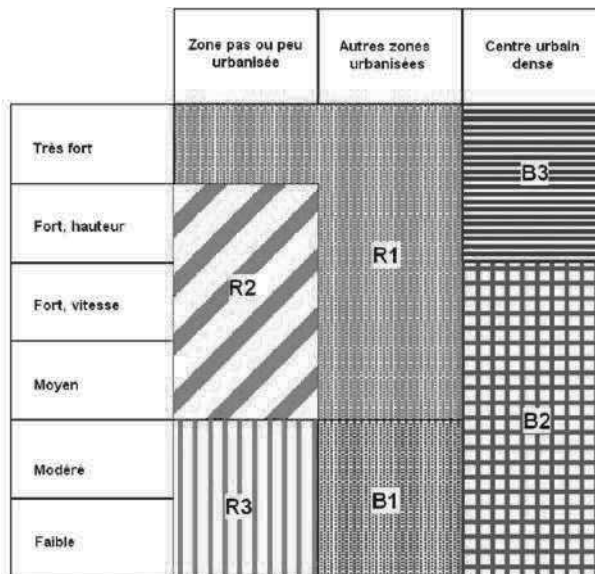 Zone pas ou peu
urbanisée
Autres zones
urbanisées
Centre urbain
dense
Très fort
B3
Fort, hauteur
R1
R2
Fort, vitesse
Moyen
B2
Modéré
R3
B1
Faible